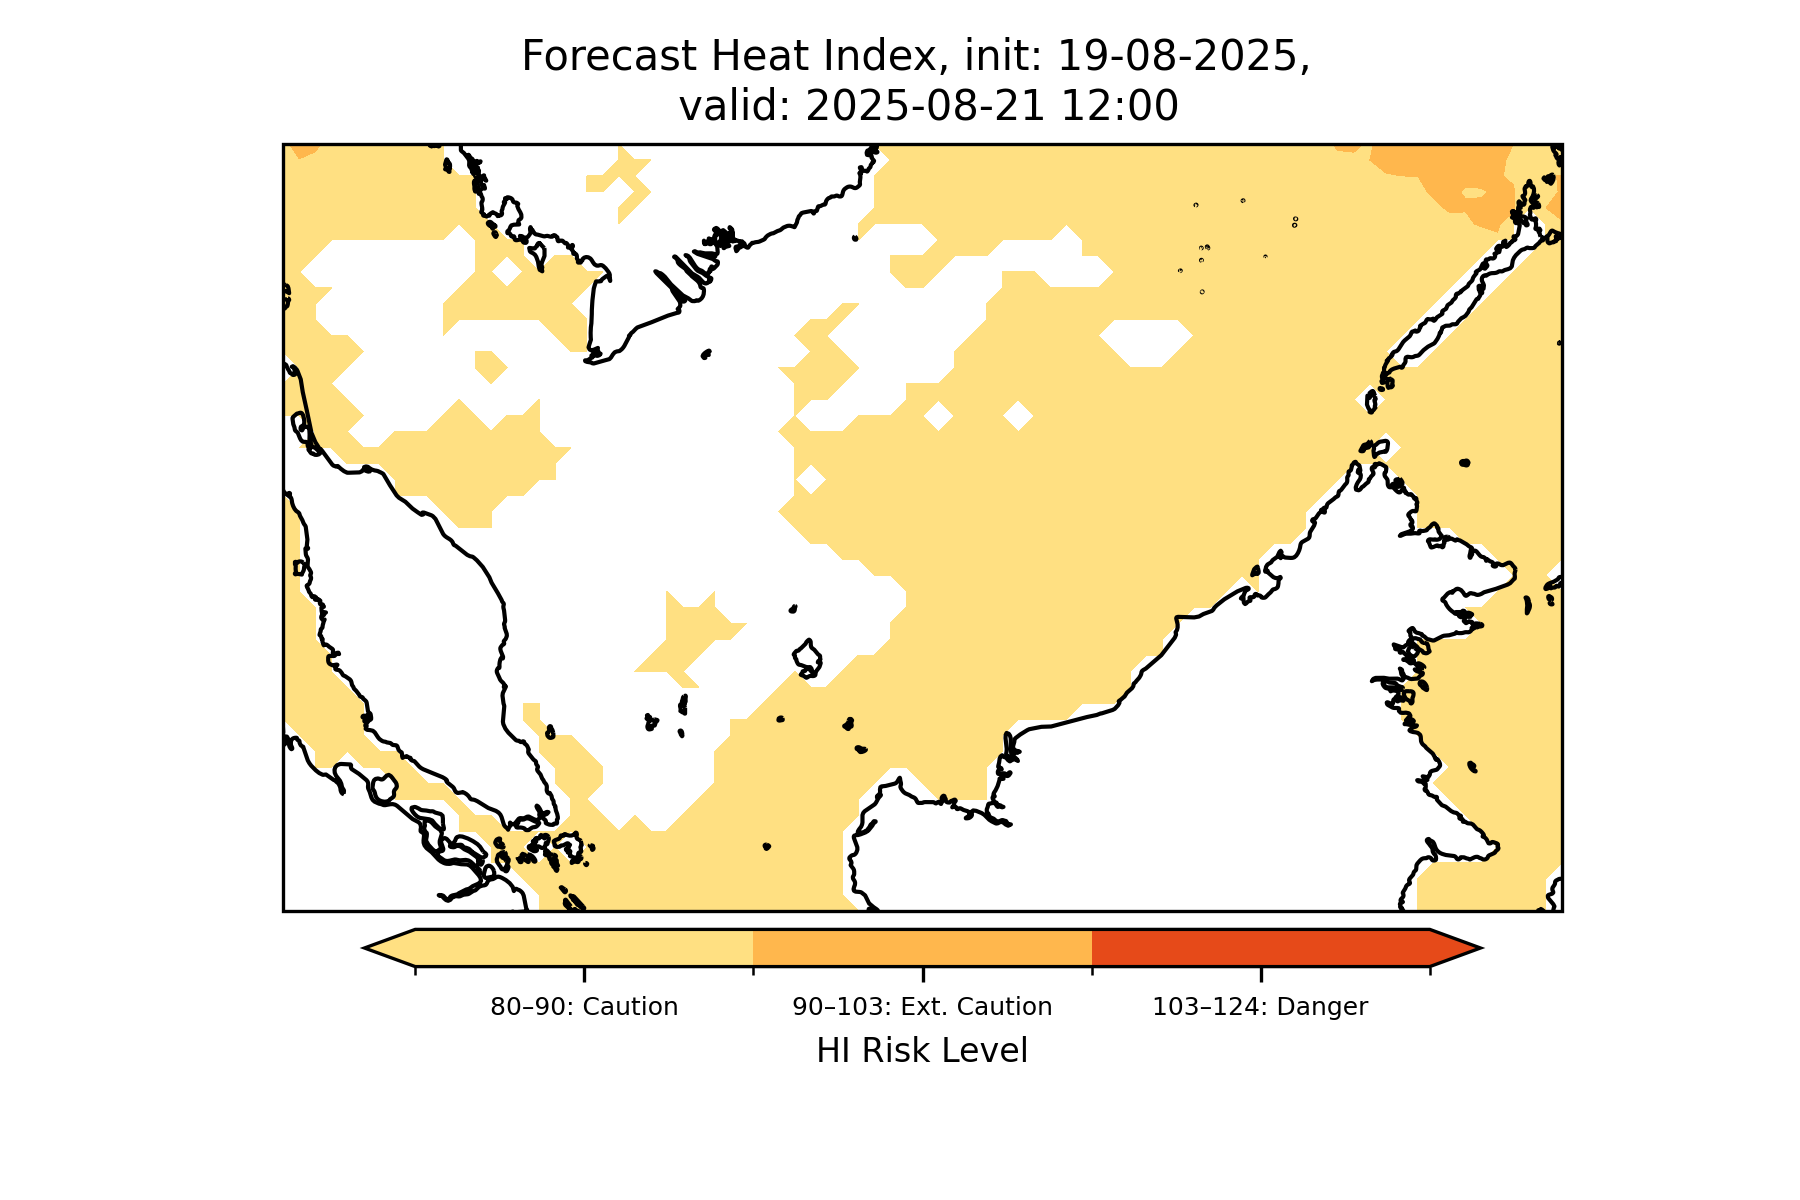 Forecast Heat Index, init: 19-08-2025,
valid: 2025-08-21 12:00
80–90: Caution
90–103: Ext. Caution
103–124: Danger
HI Risk Level